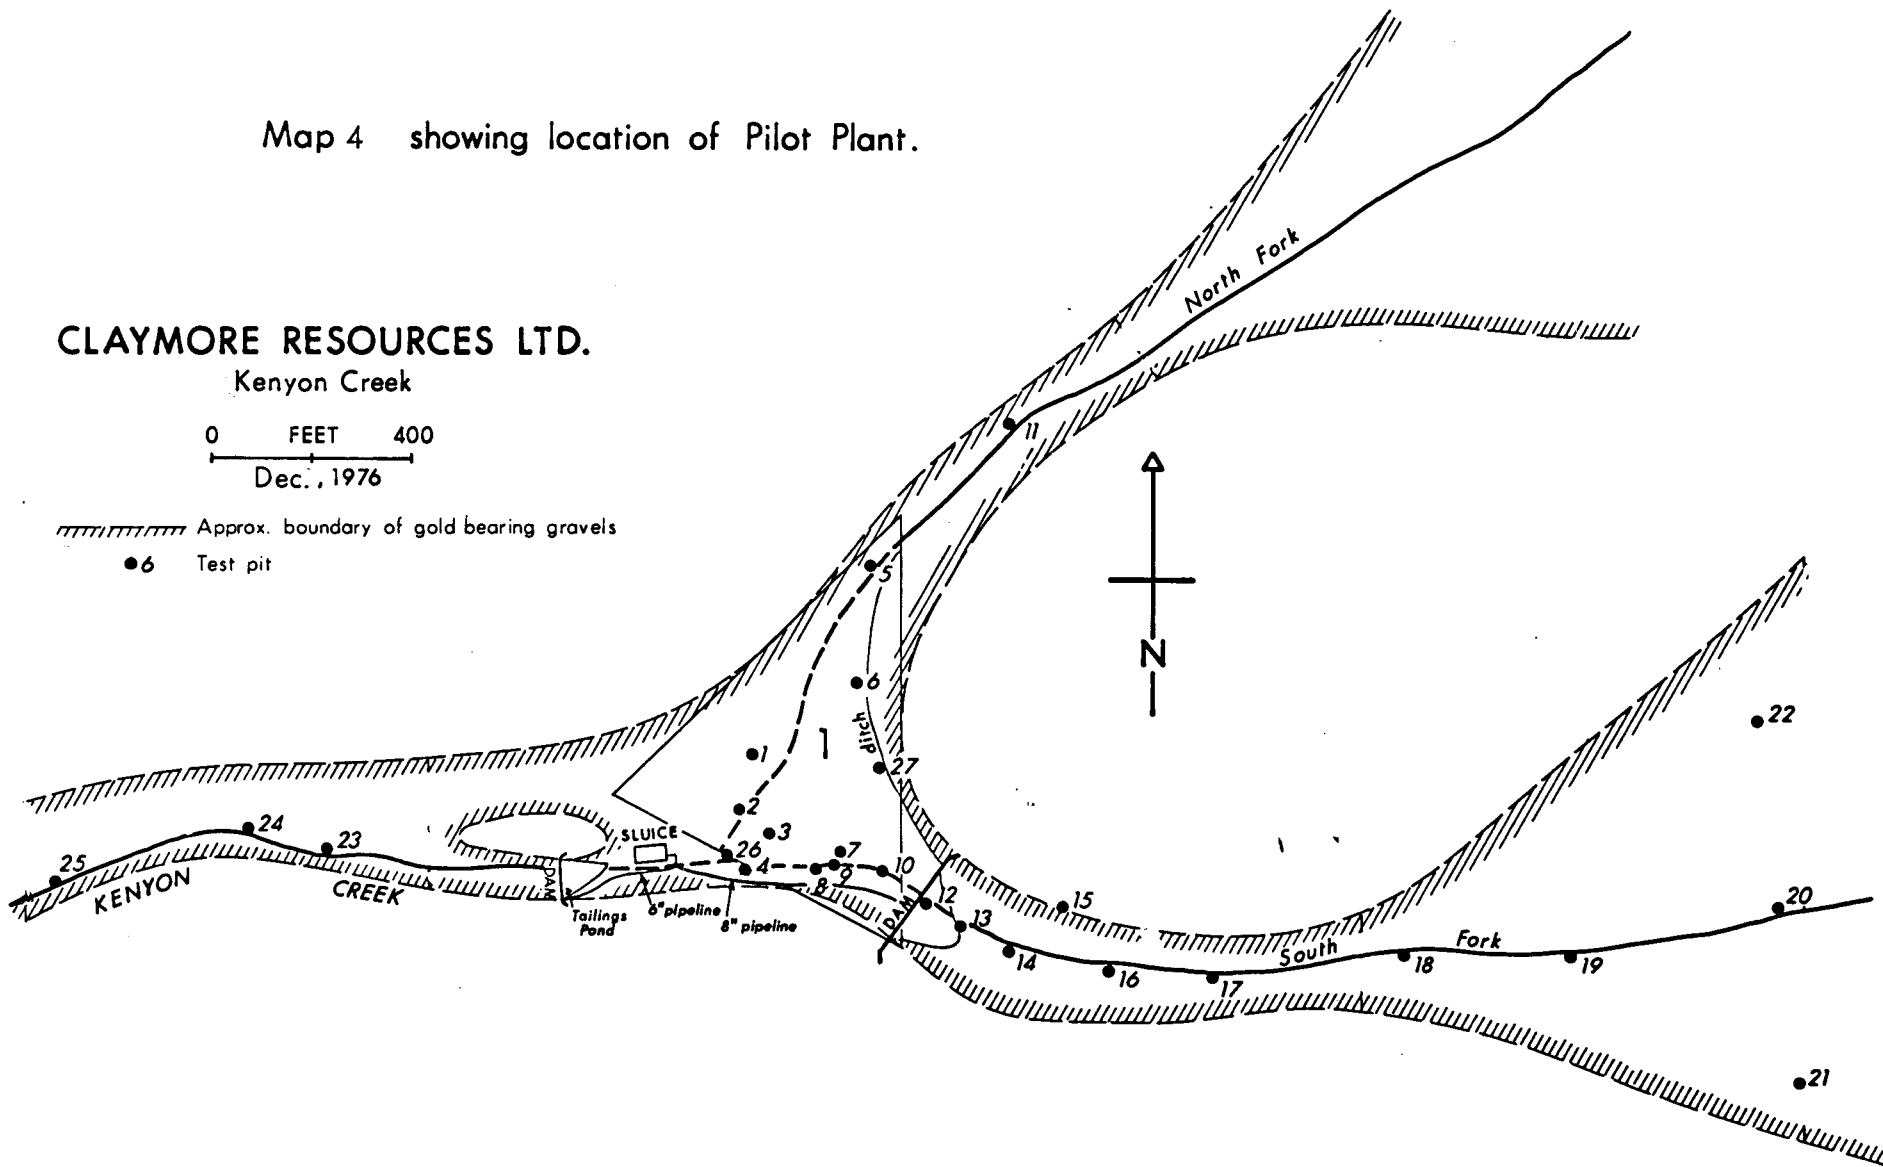 Map 4 showing location of Pilot Plant.
CLAYMORE RESOURCES LTD.
Kenyon Creek
0 FEET 400
Dec., 1976
Approx. boundary of gold bearing gravels
6 Test pit
North Fork
11
N
5
6
ditch
1
1
27
22
2
3
SLUICE
26
4
7
8
9
10
DAM
12
13
14
15
16
17
South Fork
18
19
20
21
24
23
25
KENYON CREEK
DAM
Tailings
Pond
6" pipeline
8" pipeline